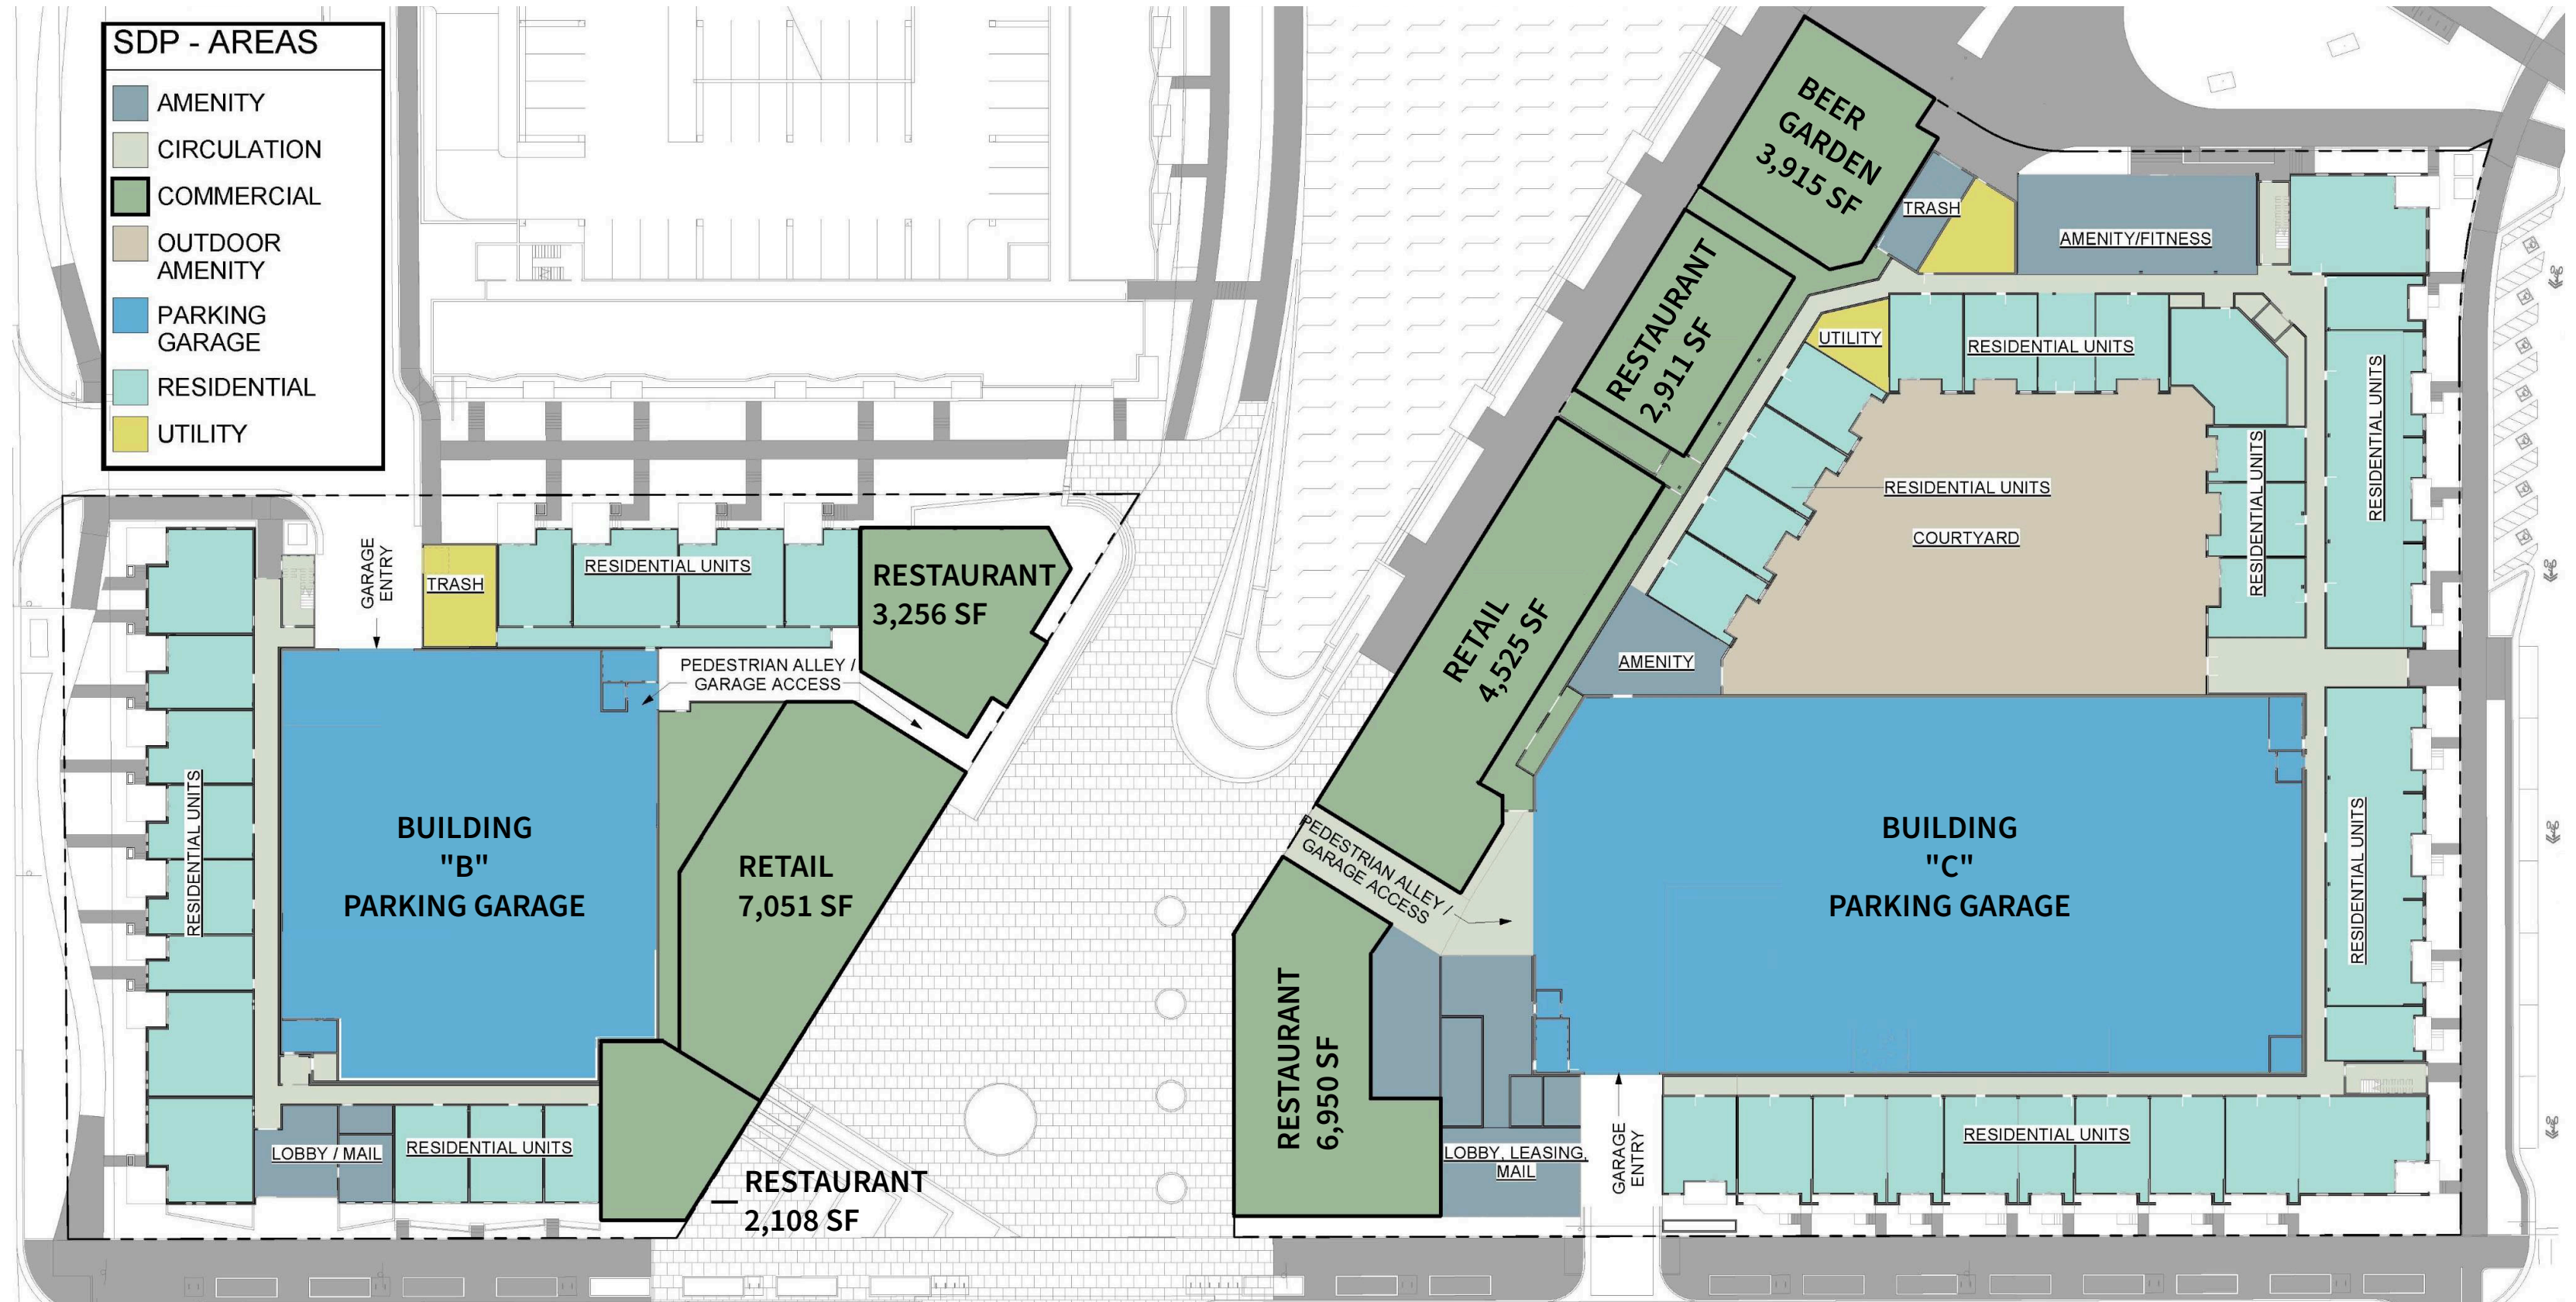 SDP - AREAS
AMENITY
CIRCULATION
COMMERCIAL
OUTDOOR
AMENITY
PARKING
GARAGE
RESIDENTIAL
UTILITY
GARAGE
ENTRY
TRASH
RESIDENTIAL UNITS
RESTAURANT
3,256 SF
PEDESTRIAN ALLEY /
GARAGE ACCESS
RESIDENTIAL UNITS
BUILDING
"B"
PARKING GARAGE
RETAIL
7,051 SF
LOBBY / MAIL
RESIDENTIAL UNITS
RESTAURANT
2,108 SF
BEER
GARDEN
3,915 SF
TRASH
AMENITY/FITNESS
RESTAURANT
2,911 SF
UTILITY
RESIDENTIAL UNITS
RESIDENTIAL UNITS
RESIDENTIAL UNITS
RESIDENTIAL UNITS
COURTYARD
RETAIL
4,525 SF
AMENITY
PEDESTRIAN ALLEY /
GARAGE ACCESS
BUILDING
"C"
PARKING GARAGE
RESIDENTIAL UNITS
RESTAURANT
6,950 SF
LOBBY, LEASING,
MAIL
GARAGE
ENTRY
RESIDENTIAL UNITS